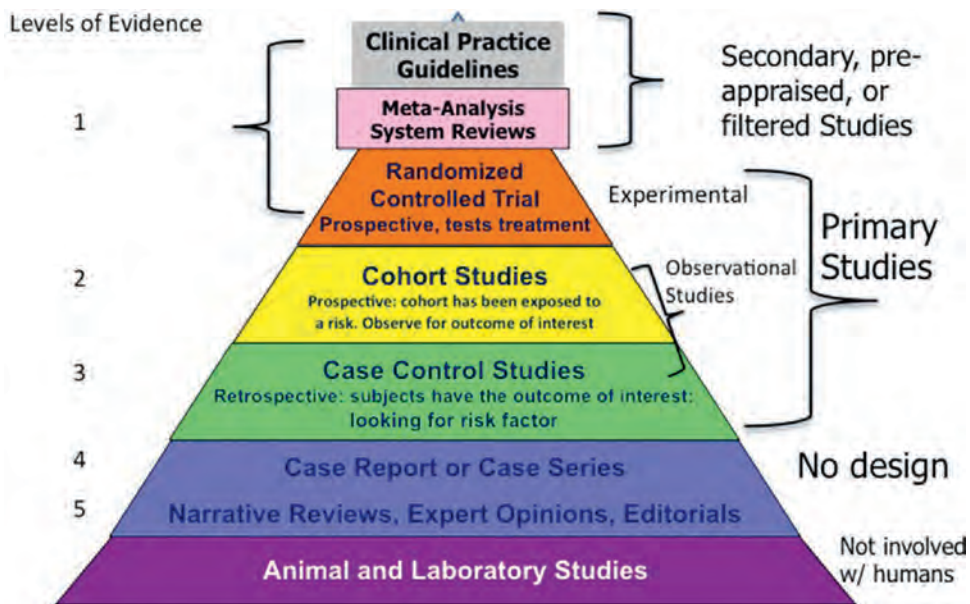 Levels of Evidence
Clinical Practice
Guidelines
Secondary, pre-
appraised, or
filtered Studies
1
Meta-Analysis
System Reviews
Randomized
Controlled Trial
Prospective, tests treatment
Experimental
Primary
Studies
2
Cohort Studies
Prospective: cohort has been exposed to
a risk. Observe for outcome of interest
Observational
Studies
3
Case Control Studies
Retrospective: subjects have the outcome of interest:
looking for risk factor
4
Case Report or Case Series
No design
5
Narrative Reviews, Expert Opinions, Editorials
Animal and Laboratory Studies
Not involved
w/ humans